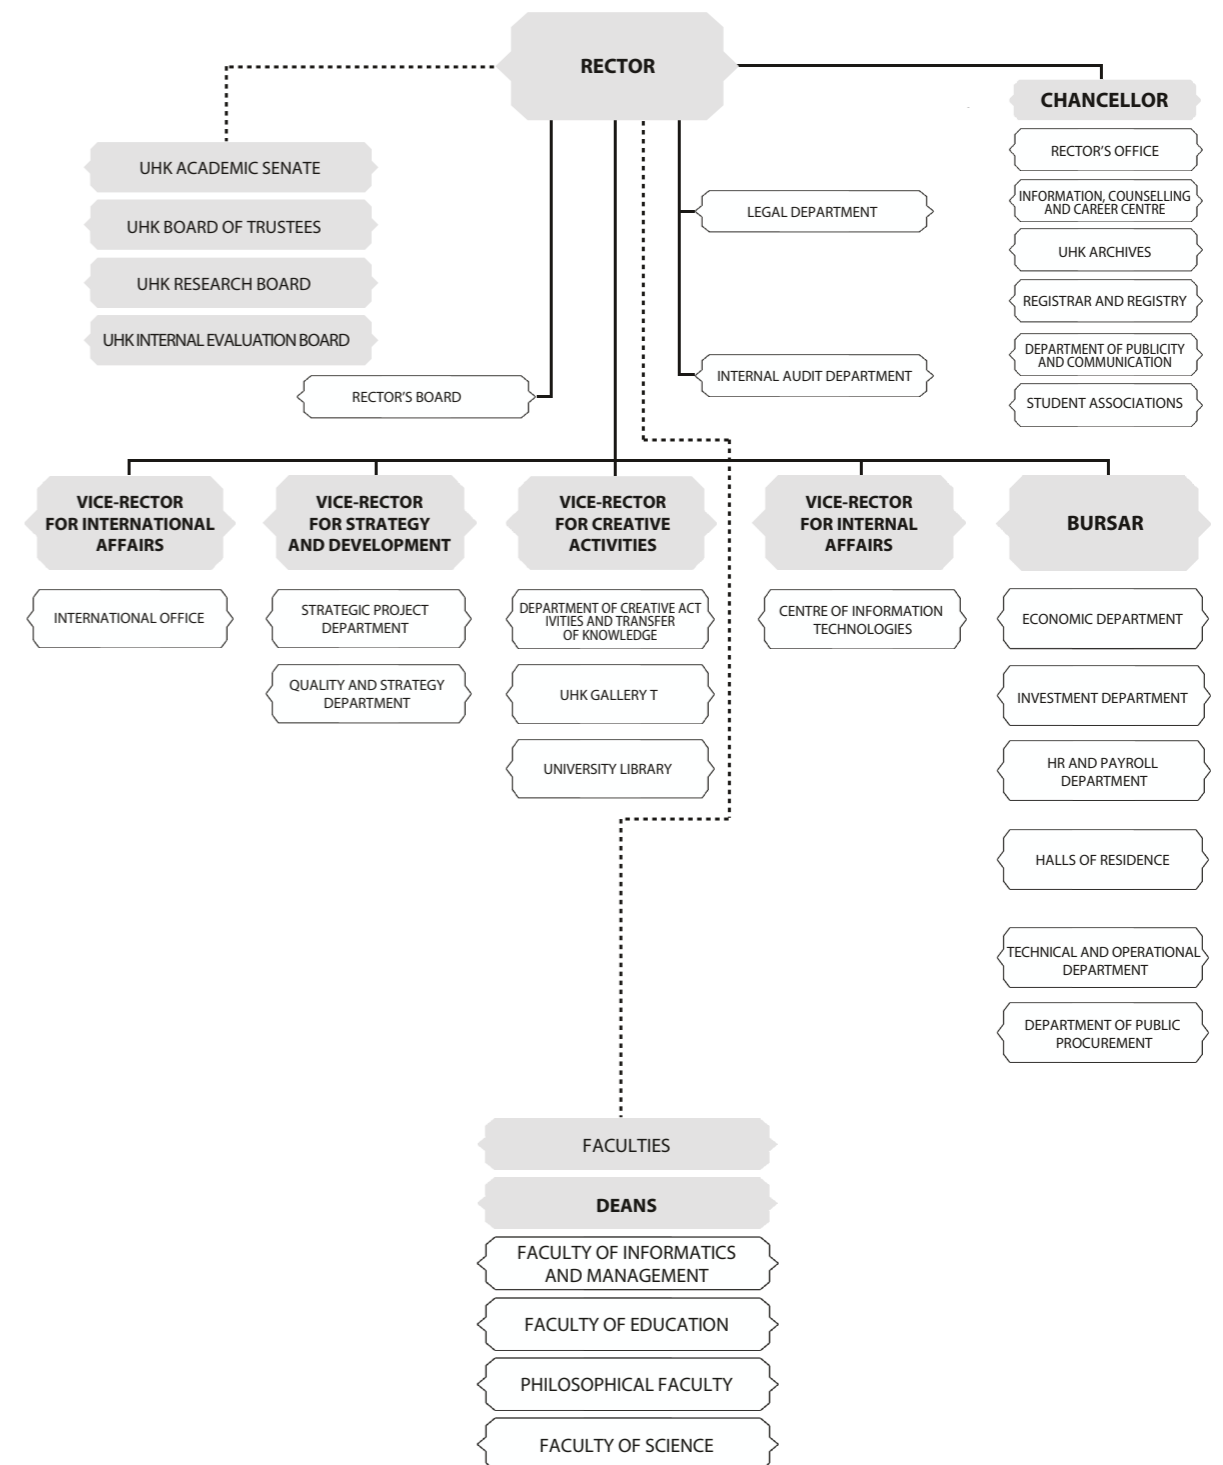 RECTOR
CHANCELLOR
RECTOR'S OFFICE
INFORMATION, COUNSELLING
AND CAREER CENTRE
UHK ARCHIVES
REGISTRAR AND REGISTRY
DEPARTMENT OF PUBLICITY
AND COMMUNICATION
STUDENT ASSOCIATIONS
UHK ACADEMIC SENATE
UHK BOARD OF TRUSTEES
UHK RESEARCH BOARD
UHK INTERNAL EVALUATION BOARD
RECTOR'S BOARD
LEGAL DEPARTMENT
INTERNAL AUDIT DEPARTMENT
VICE-RECTOR
FOR INTERNATIONAL
AFFAIRS
INTERNATIONAL OFFICE
VICE-RECTOR
FOR STRATEGY
AND DEVELOPMENT
STRATEGIC PROJECT
DEPARTMENT
QUALITY AND STRATEGY
DEPARTMENT
VICE-RECTOR
FOR CREATIVE
ACTIVITIES
DEPARTMENT OF CREATIVE ACT
IVITIES AND TRANSFER
OF KNOWLEDGE
UHK GALLERY T
UNIVERSITY LIBRARY
VICE-RECTOR
FOR INTERNAL
AFFAIRS
CENTRE OF INFORMATION
TECHNOLOGIES
BURSAR
ECONOMIC DEPARTMENT
INVESTMENT DEPARTMENT
HR AND PAYROLL
DEPARTMENT
HALLS OF RESIDENCE
TECHNICAL AND OPERATIONAL
DEPARTMENT
DEPARTMENT OF PUBLIC
PROCUREMENT
FACULTIES
DEANS
FACULTY OF INFORMATICS
AND MANAGEMENT
FACULTY OF EDUCATION
PHILOSOPHICAL FACULTY
FACULTY OF SCIENCE